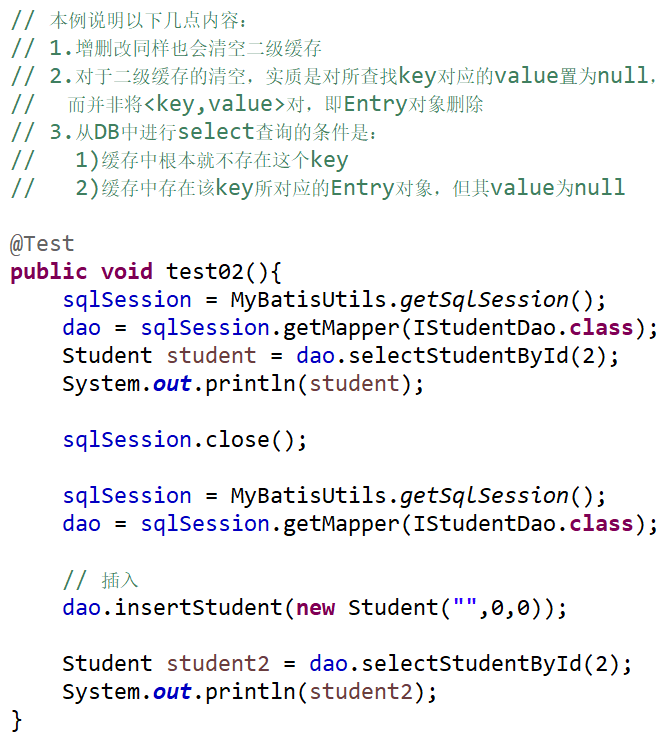 // 本例说明以下几点内容：
// 1.增删改同样也会清空二级缓存
// 2.对于二级缓存的清空，实质是对所查找key对应的value置为null，
//   而并非将<key,value>对，即Entry对象删除
// 3.从DB中进行select查询的条件是：
//   1)缓存中根本就不存在这个key
//   2)缓存中存在该key所对应的Entry对象，但其value为null
@Test
public void test02(){
    sqlSession = MyBatisUtils.getSqlSession();
    dao = sqlSession.getMapper(IStudentDao.class);
    Student student = dao.selectStudentById(2);
    System.out.println(student);
    sqlSession.close();
    sqlSession = MyBatisUtils.getSqlSession();
    dao = sqlSession.getMapper(IStudentDao.class);
    // 插入
    dao.insertStudent(new Student("",0,0));
    Student student2 = dao.selectStudentById(2);
    System.out.println(student2);
}